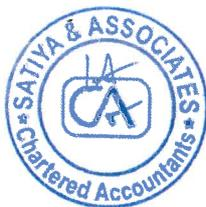 SATIYA & ASSOCIATES
CA
Chartered Accountants